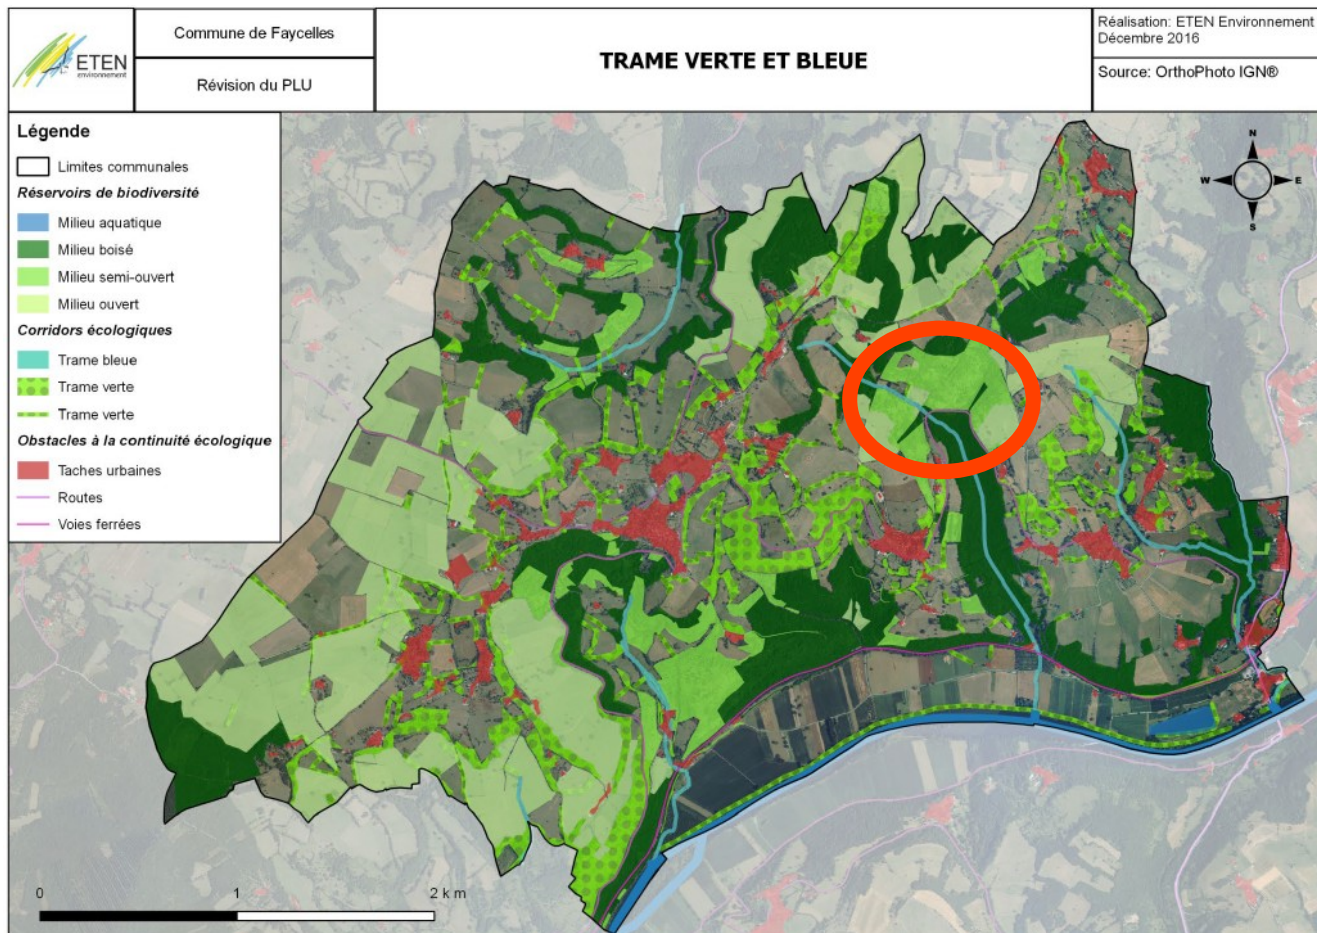 ETEN
environnement
Commune de Faycelles
Révision du PLU
TRAME VERTE ET BLEUE
Réalisation: ETEN Environnement
Décembre 2016
Source: OrthoPhoto IGN®
Légende
Limites communales
Réservoirs de biodiversité
Milieu aquatique
Milieu boisé
Milieu semi-ouvert
Milieu ouvert
Corridors écologiques
Trame bleue
Trame verte
Trame verte
Obstacles à la continuité écologique
Taches urbaines
Routes
Voies ferrées
N
W E
S
0 1 2 km